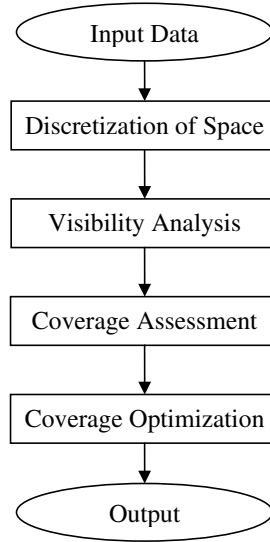 Input Data
Discretization of Space
Visibility Analysis
Coverage Assessment
Coverage Optimization
Output